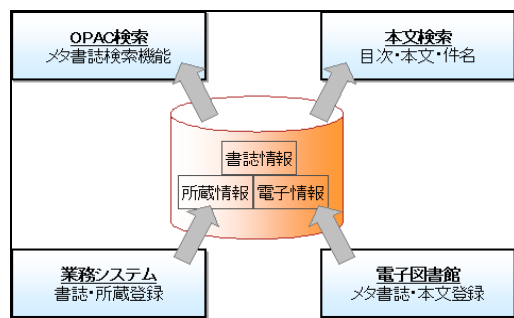 OPAC検索
メタ書誌検索機能
本文検索
目次・本文・件名
書誌情報
所蔵情報
電子情報
業務システム
書誌・所蔵登録
電子図書館
メタ書誌・本文登録